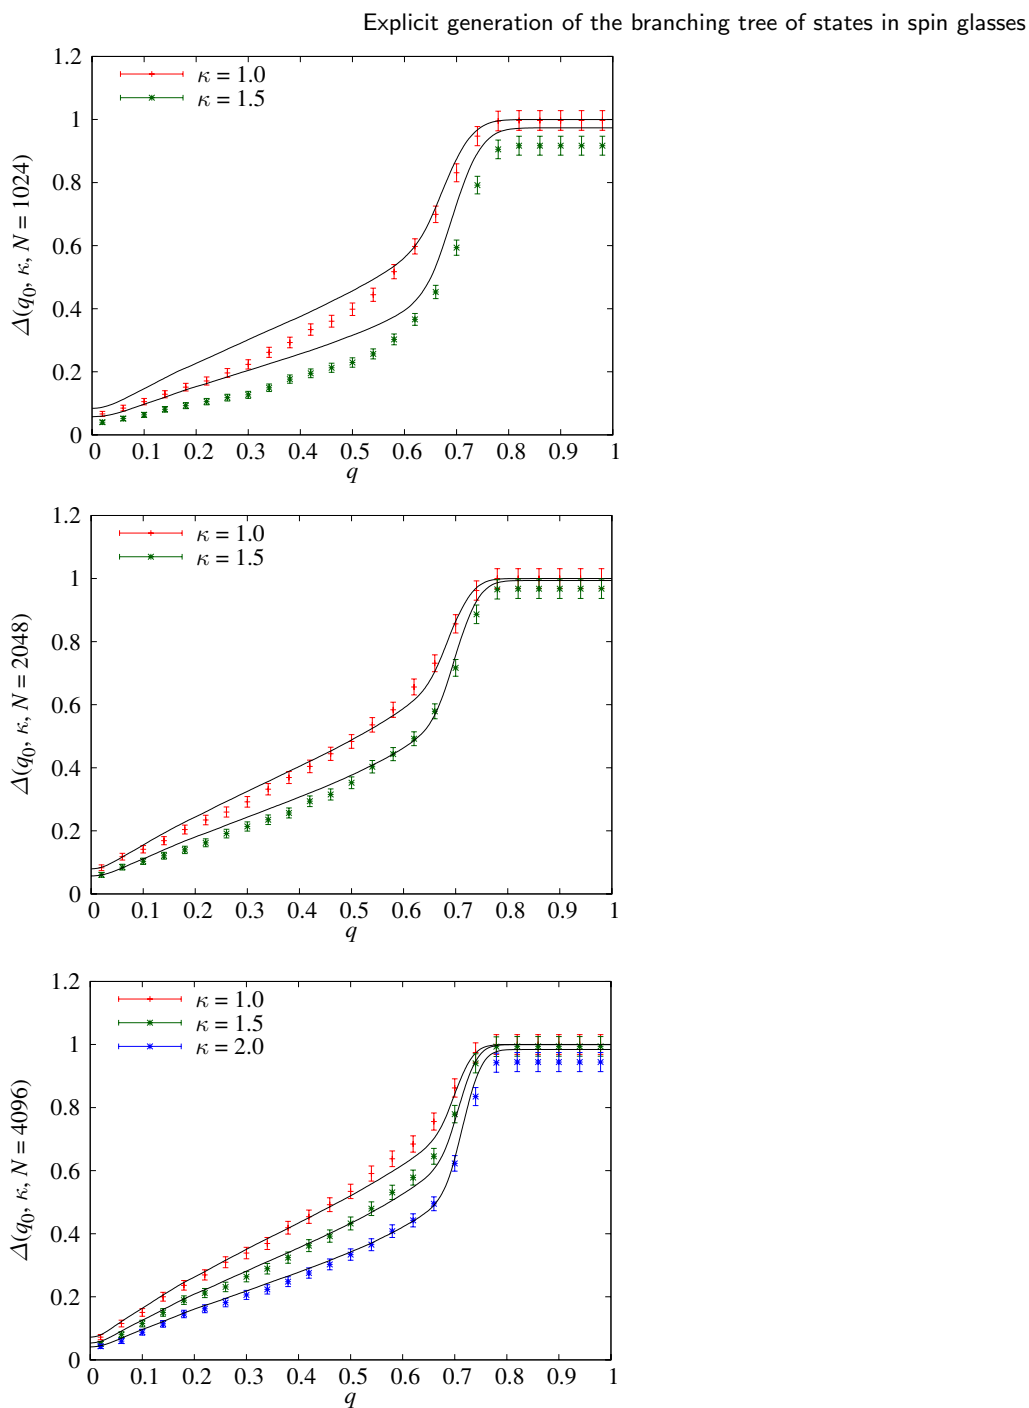 Explicit generation of the branching tree of states in spin glasses
Δ(q₀, κ, N = 1024)
1.2
1
0.8
0.6
0.4
0.2
0
κ = 1.0
κ = 1.5
0 0.1 0.2 0.3 0.4 0.5 0.6 0.7 0.8 0.9 1
q
Δ(q₀, κ, N = 2048)
1.2
1
0.8
0.6
0.4
0.2
0
κ = 1.0
κ = 1.5
0 0.1 0.2 0.3 0.4 0.5 0.6 0.7 0.8 0.9 1
q
Δ(q₀, κ, N = 4096)
1.2
1
0.8
0.6
0.4
0.2
0
κ = 1.0
κ = 1.5
κ = 2.0
0 0.1 0.2 0.3 0.4 0.5 0.6 0.7 0.8 0.9 1
q